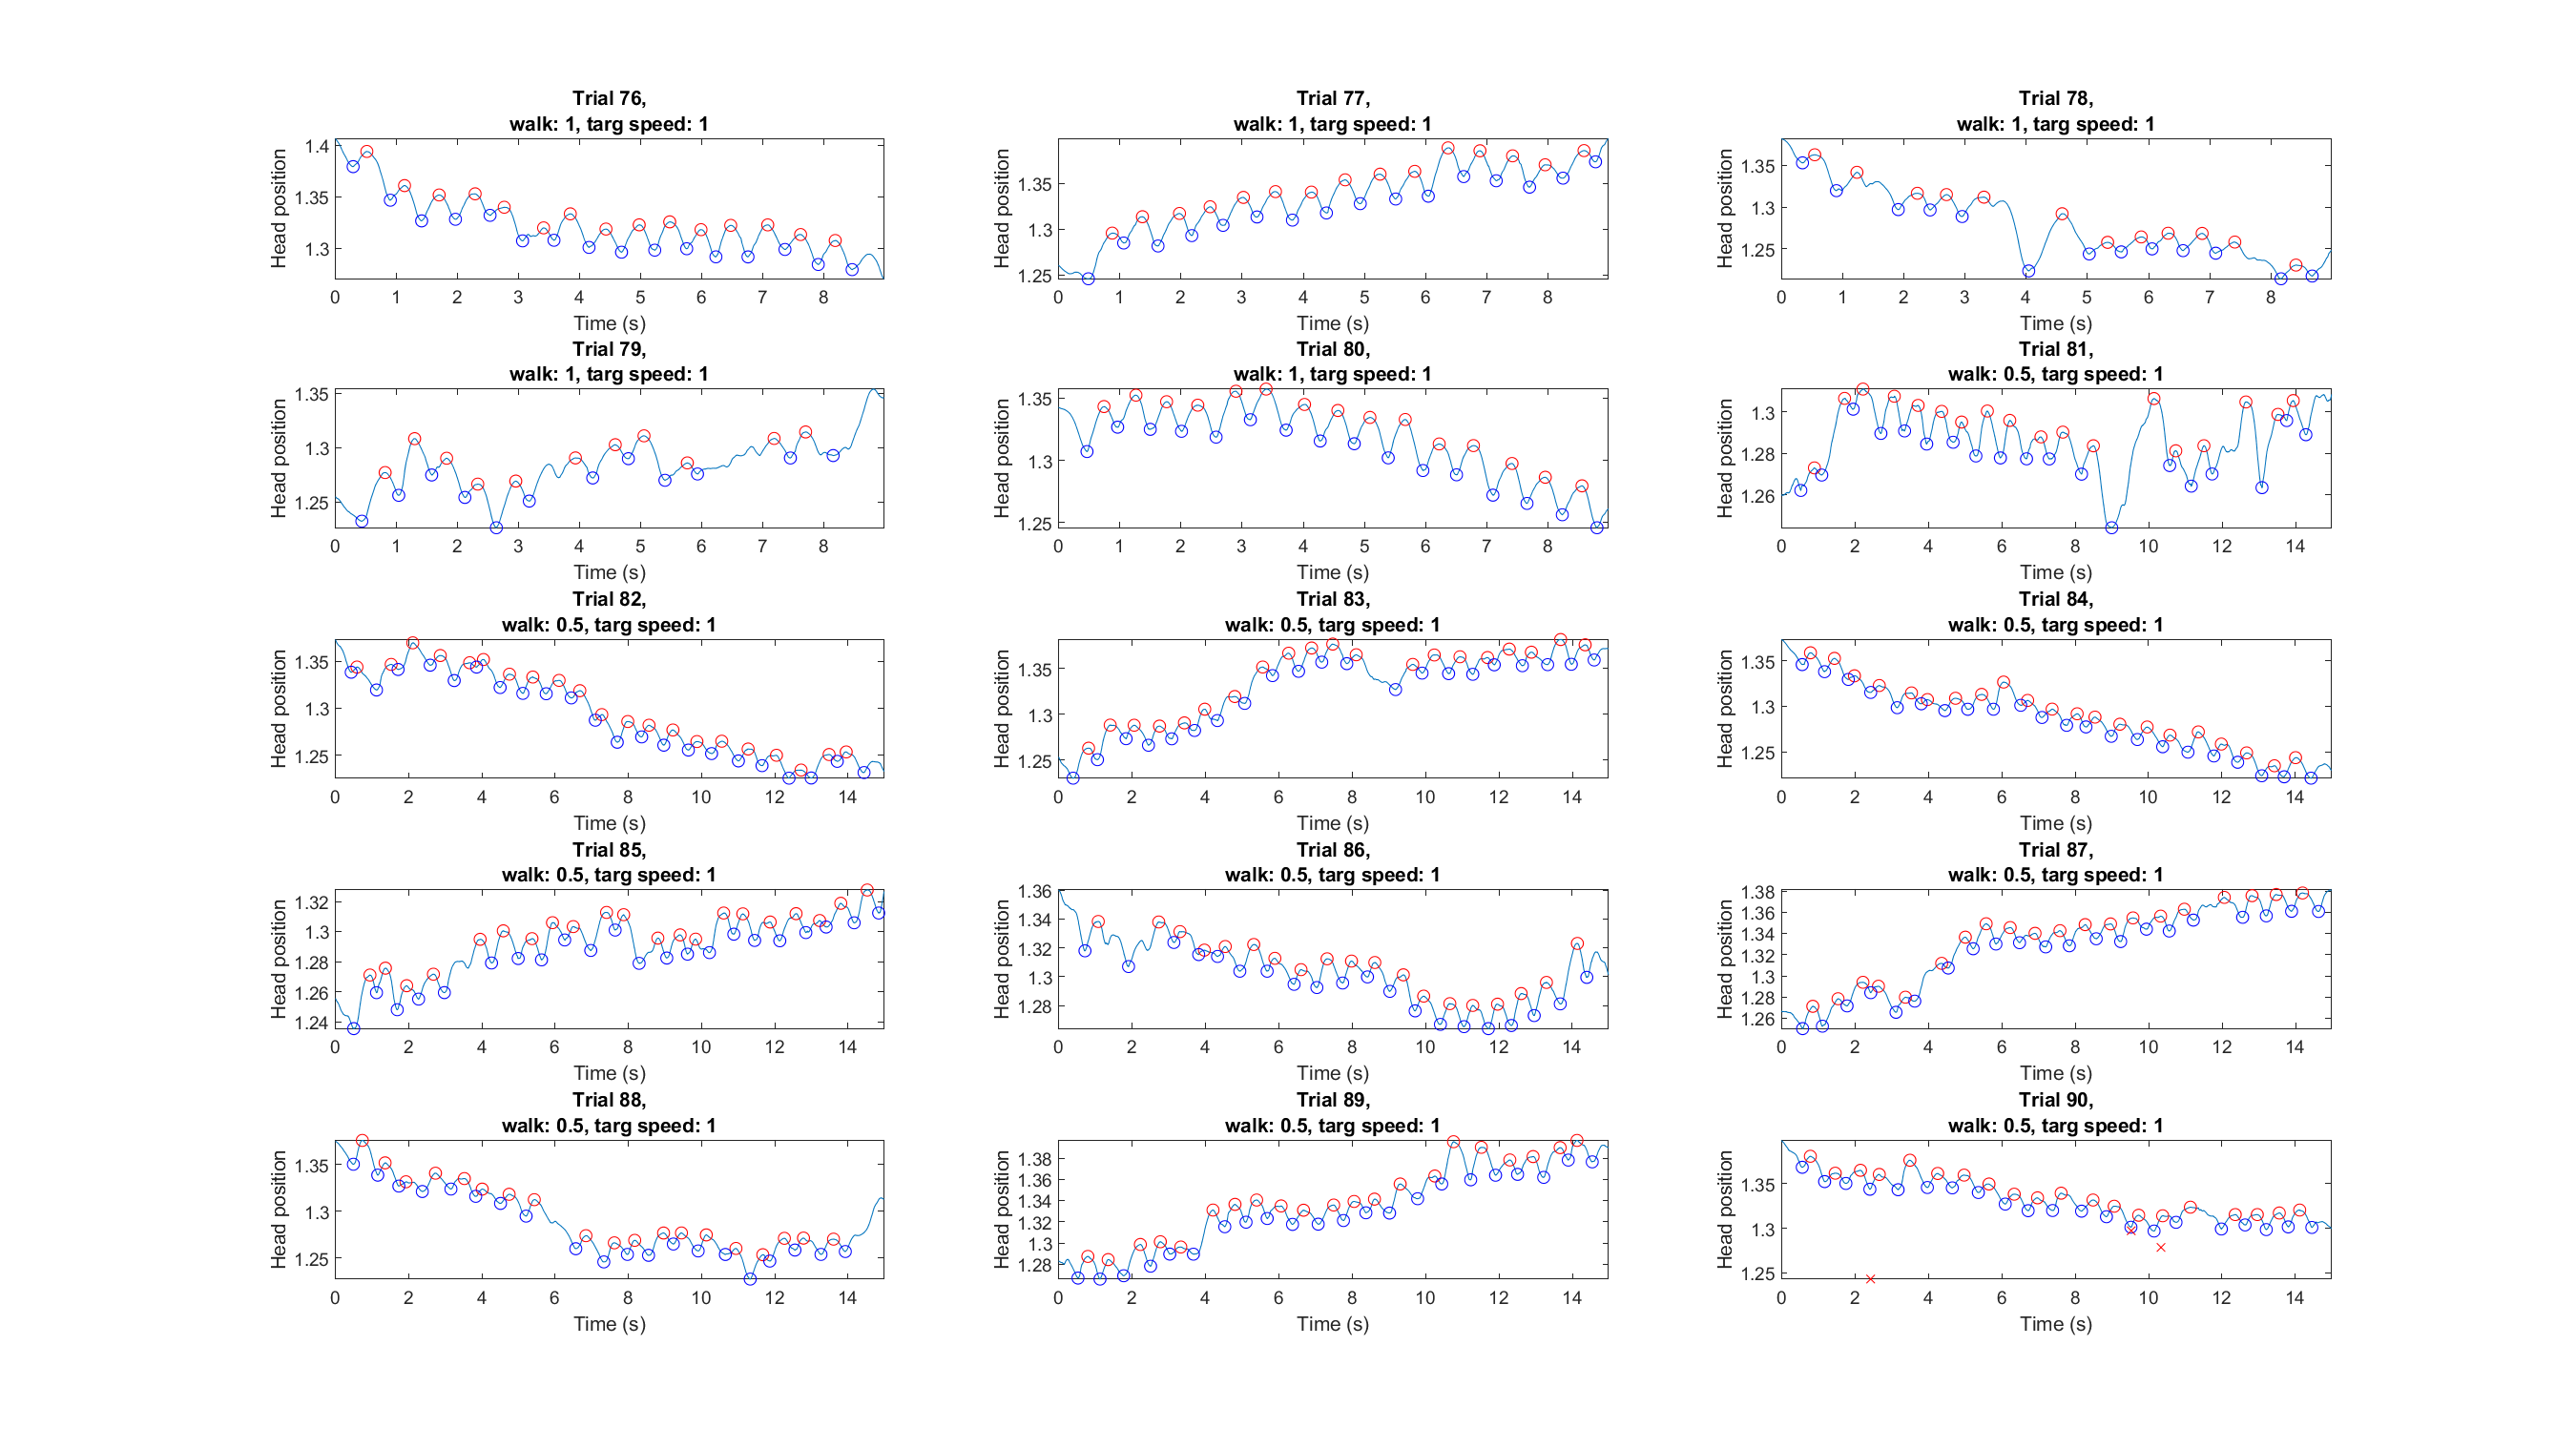 Trial 76,
walk: 1, targ speed: 1
Head position
1.4
1.35
1.3
0 1 2 3 4 5 6 7 8
Time (s)
Trial 77,
walk: 1, targ speed: 1
Head position
1.35
1.3
1.25
0 1 2 3 4 5 6 7 8
Time (s)
Trial 78,
walk: 1, targ speed: 1
Head position
1.35
1.3
1.25
0 1 2 3 4 5 6 7 8
Time (s)
Trial 79,
walk: 1, targ speed: 1
Head position
1.35
1.3
1.25
0 1 2 3 4 5 6 7 8
Time (s)
Trial 80,
walk: 1, targ speed: 1
Head position
1.35
1.3
1.25
0 1 2 3 4 5 6 7 8
Time (s)
Trial 81,
walk: 0.5, targ speed: 1
Head position
1.3
1.28
1.26
0 2 4 6 8 10 12 14
Time (s)
Trial 82,
walk: 0.5, targ speed: 1
Head position
1.35
1.3
1.25
0 2 4 6 8 10 12 14
Time (s)
Trial 83,
walk: 0.5, targ speed: 1
Head position
1.35
1.3
1.25
0 2 4 6 8 10 12 14
Time (s)
Trial 84,
walk: 0.5, targ speed: 1
Head position
1.35
1.3
1.25
0 2 4 6 8 10 12 14
Time (s)
Trial 85,
walk: 0.5, targ speed: 1
Head position
1.32
1.3
1.28
1.26
1.24
0 2 4 6 8 10 12 14
Time (s)
Trial 86,
walk: 0.5, targ speed: 1
Head position
1.36
1.34
1.32
1.3
1.28
0 2 4 6 8 10 12 14
Time (s)
Trial 87,
walk: 0.5, targ speed: 1
Head position
1.38
1.36
1.34
1.32
1.3
1.28
1.26
0 2 4 6 8 10 12 14
Time (s)
Trial 88,
walk: 0.5, targ speed: 1
Head position
1.35
1.3
1.25
0 2 4 6 8 10 12 14
Time (s)
Trial 89,
walk: 0.5, targ speed: 1
Head position
1.38
1.36
1.34
1.32
1.3
1.28
0 2 4 6 8 10 12 14
Time (s)
Trial 90,
walk: 0.5, targ speed: 1
Head position
1.35
1.3
1.25
0 2 4 6 8 10 12 14
Time (s)